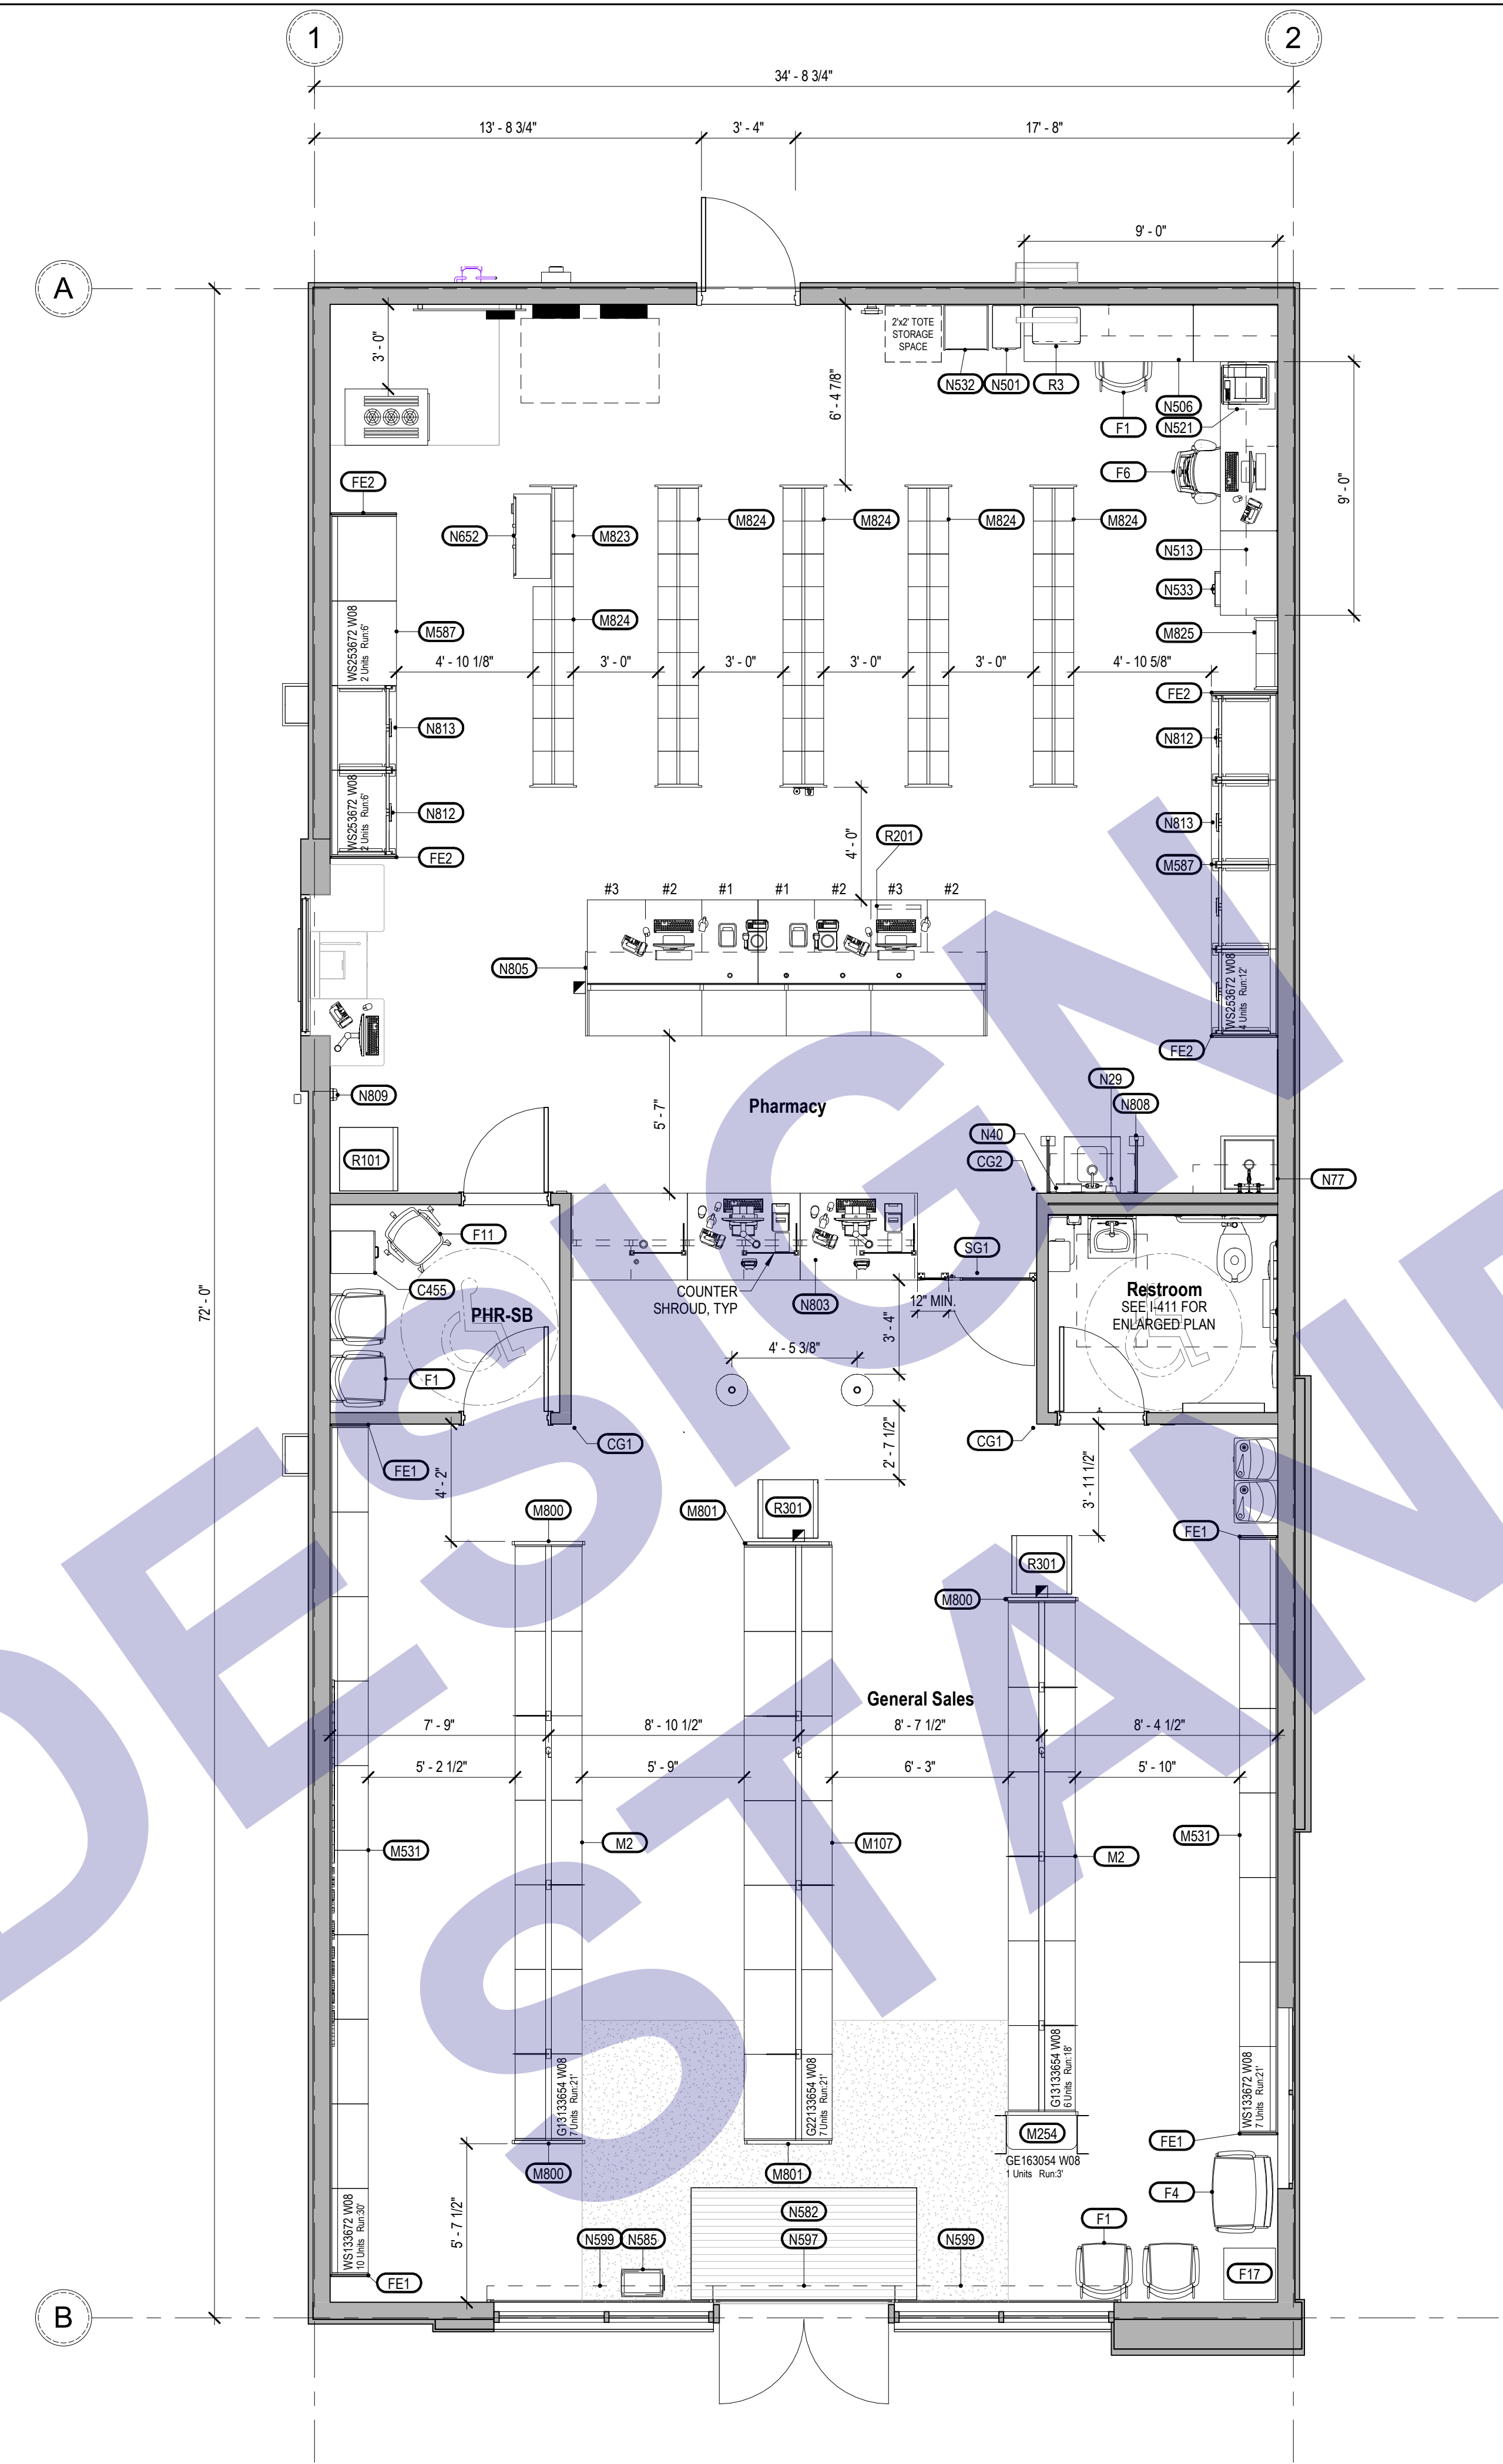 1
2
34' - 8 3/4"
13' - 8 3/4"
3' - 4"
17' - 8"
9' - 0"
A
3' - 0"
6' - 4 7/8"
2'x2' TOTE
STORAGE
SPACE
N532
N501
R3
N506
F1
N521
F6
9' - 0"
FE2
M824
M824
M824
M824
N652
M823
N513
N533
M824
M587
M825
WS253672 W08
2 Units Run:6'
4' - 10 1/8"
3' - 0"
3' - 0"
3' - 0"
3' - 0"
4' - 10 5/8"
FE2
N813
N812
WS253672 W08
2 Units Run:6'
N812
N813
4' - 0"
R201
FE2
M587
#3
#2
#1
#1
#2
#3
#2
N805
WS253672 W08
4 Units Run:12'
FE2
N809
N29
N808
5' - 7"
Pharmacy
N40
R101
CG2
N77
F11
SG1
C455
COUNTER
SHROUD, TYP
N803
12" MIN.
Restroom
SEE I-411 FOR
ENLARGED PLAN
PHR-SB
72' - 0"
3' - 4"
4' - 5 3/8"
F1
CG1
CG1
2' - 7 1/2"
FE1
4' - 2"
3' - 11 1/2"
M800
M801
R301
FE1
R301
M800
General Sales
7' - 9"
8' - 10 1/2"
8' - 7 1/2"
8' - 4 1/2"
5' - 2 1/2"
5' - 9"
6' - 3"
5' - 10"
M531
M2
M107
M2
M531
G13133654 W08
7 Units Run:21'
G22133654 W08
7 Units Run:21'
G13133654 W08
6 Units Run:18'
WS133672 W08
7 Units Run:21'
M254
FE1
GE163054 W08
1 Units Run:3'
M800
M801
F4
WS133672 W08
10 Units Run:30'
5' - 7 1/2"
N582
F1
N599
N585
N597
N599
F17
FE1
B
DESIGN